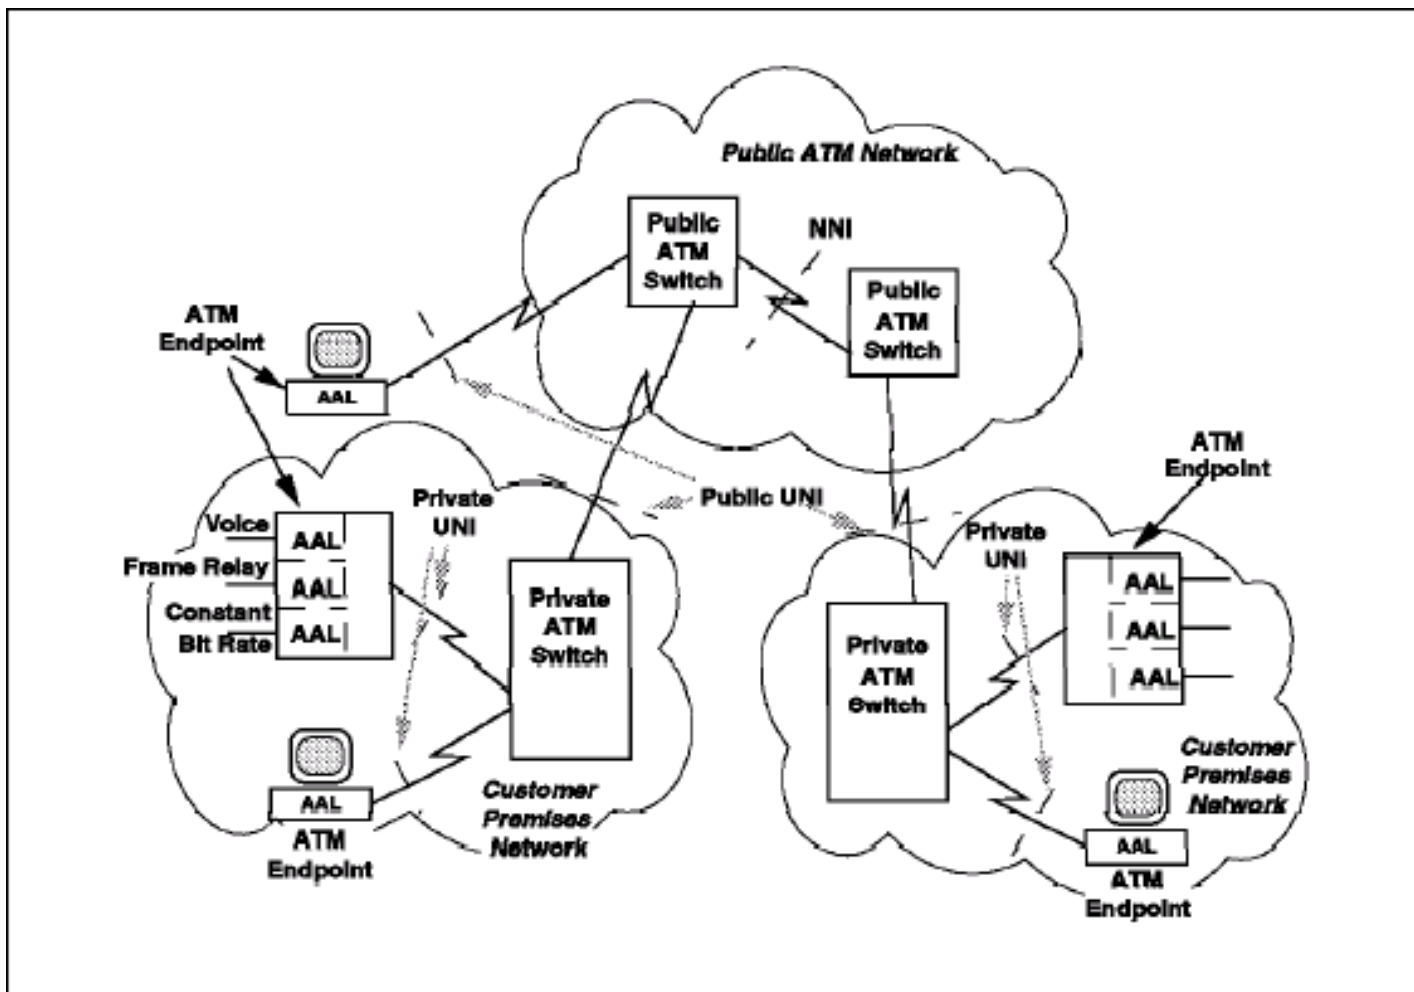 Public ATM Network
Public
ATM
Switch
NNI
Public
ATM
Switch
ATM
Endpoint
AAL
ATM
Endpoint
Private
UNI
Public UNI
Voice
AAL
Frame Relay
AAL
Constant
Bit Rate
AAL
Private
ATM
Switch
Private
UNI
AAL
AAL
AAL
Private
ATM
Switch
AAL
ATM
Endpoint
Customer
Premises
Network
Customer
Premises
Network
AAL
ATM
Endpoint